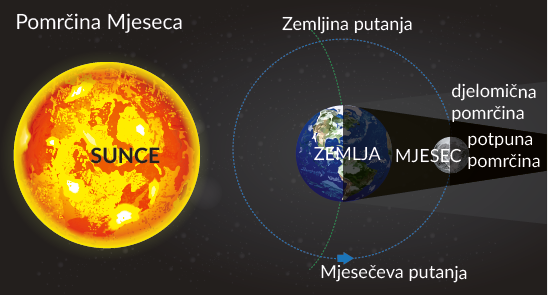 Pomrčina Mjeseca
Zemljina putanja
djelomična
pomrčina
SUNCE
ZEMLJA
MJESEC
potpuna
pomrčina
Mjesečeva putanja